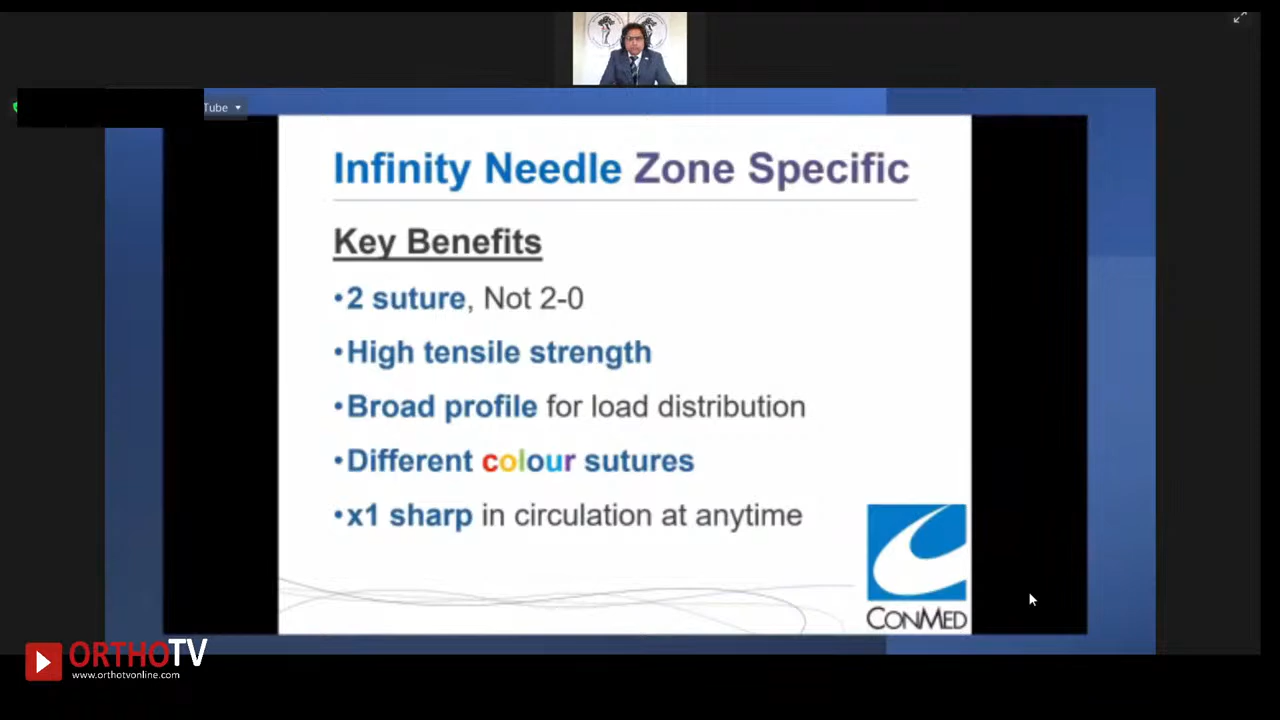 Tube
Infinity Needle Zone Specific
Key Benefits
•2 suture, Not 2-0
•High tensile strength
•Broad profile for load distribution
•Different colour sutures
•x1 sharp in circulation at anytime
CONMED
ORTHOTV
www.orthotvonline.com